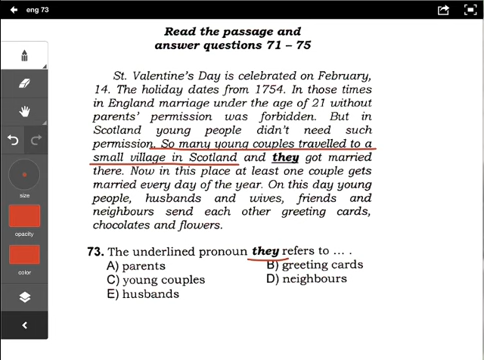 eng 73
Read the passage and
answer questions 71 – 75
St. Valentine's Day is celebrated on February,
14. The holiday dates from 1754. In those times
in England marriage under the age of 21 without
parents' permission was forbidden. But in
Scotland young people didn't need such
permission. So many young couples travelled to a
small village in Scotland and they got married
there. Now in this place at least one couple gets
married every day of the year. On this day young
people, husbands and wives, friends and
neighbours send each other greeting cards,
chocolates and flowers.
73. The underlined pronoun they refers to ... .
A) parents B) greeting cards
C) young couples D) neighbours
E) husbands
size
opacity
color